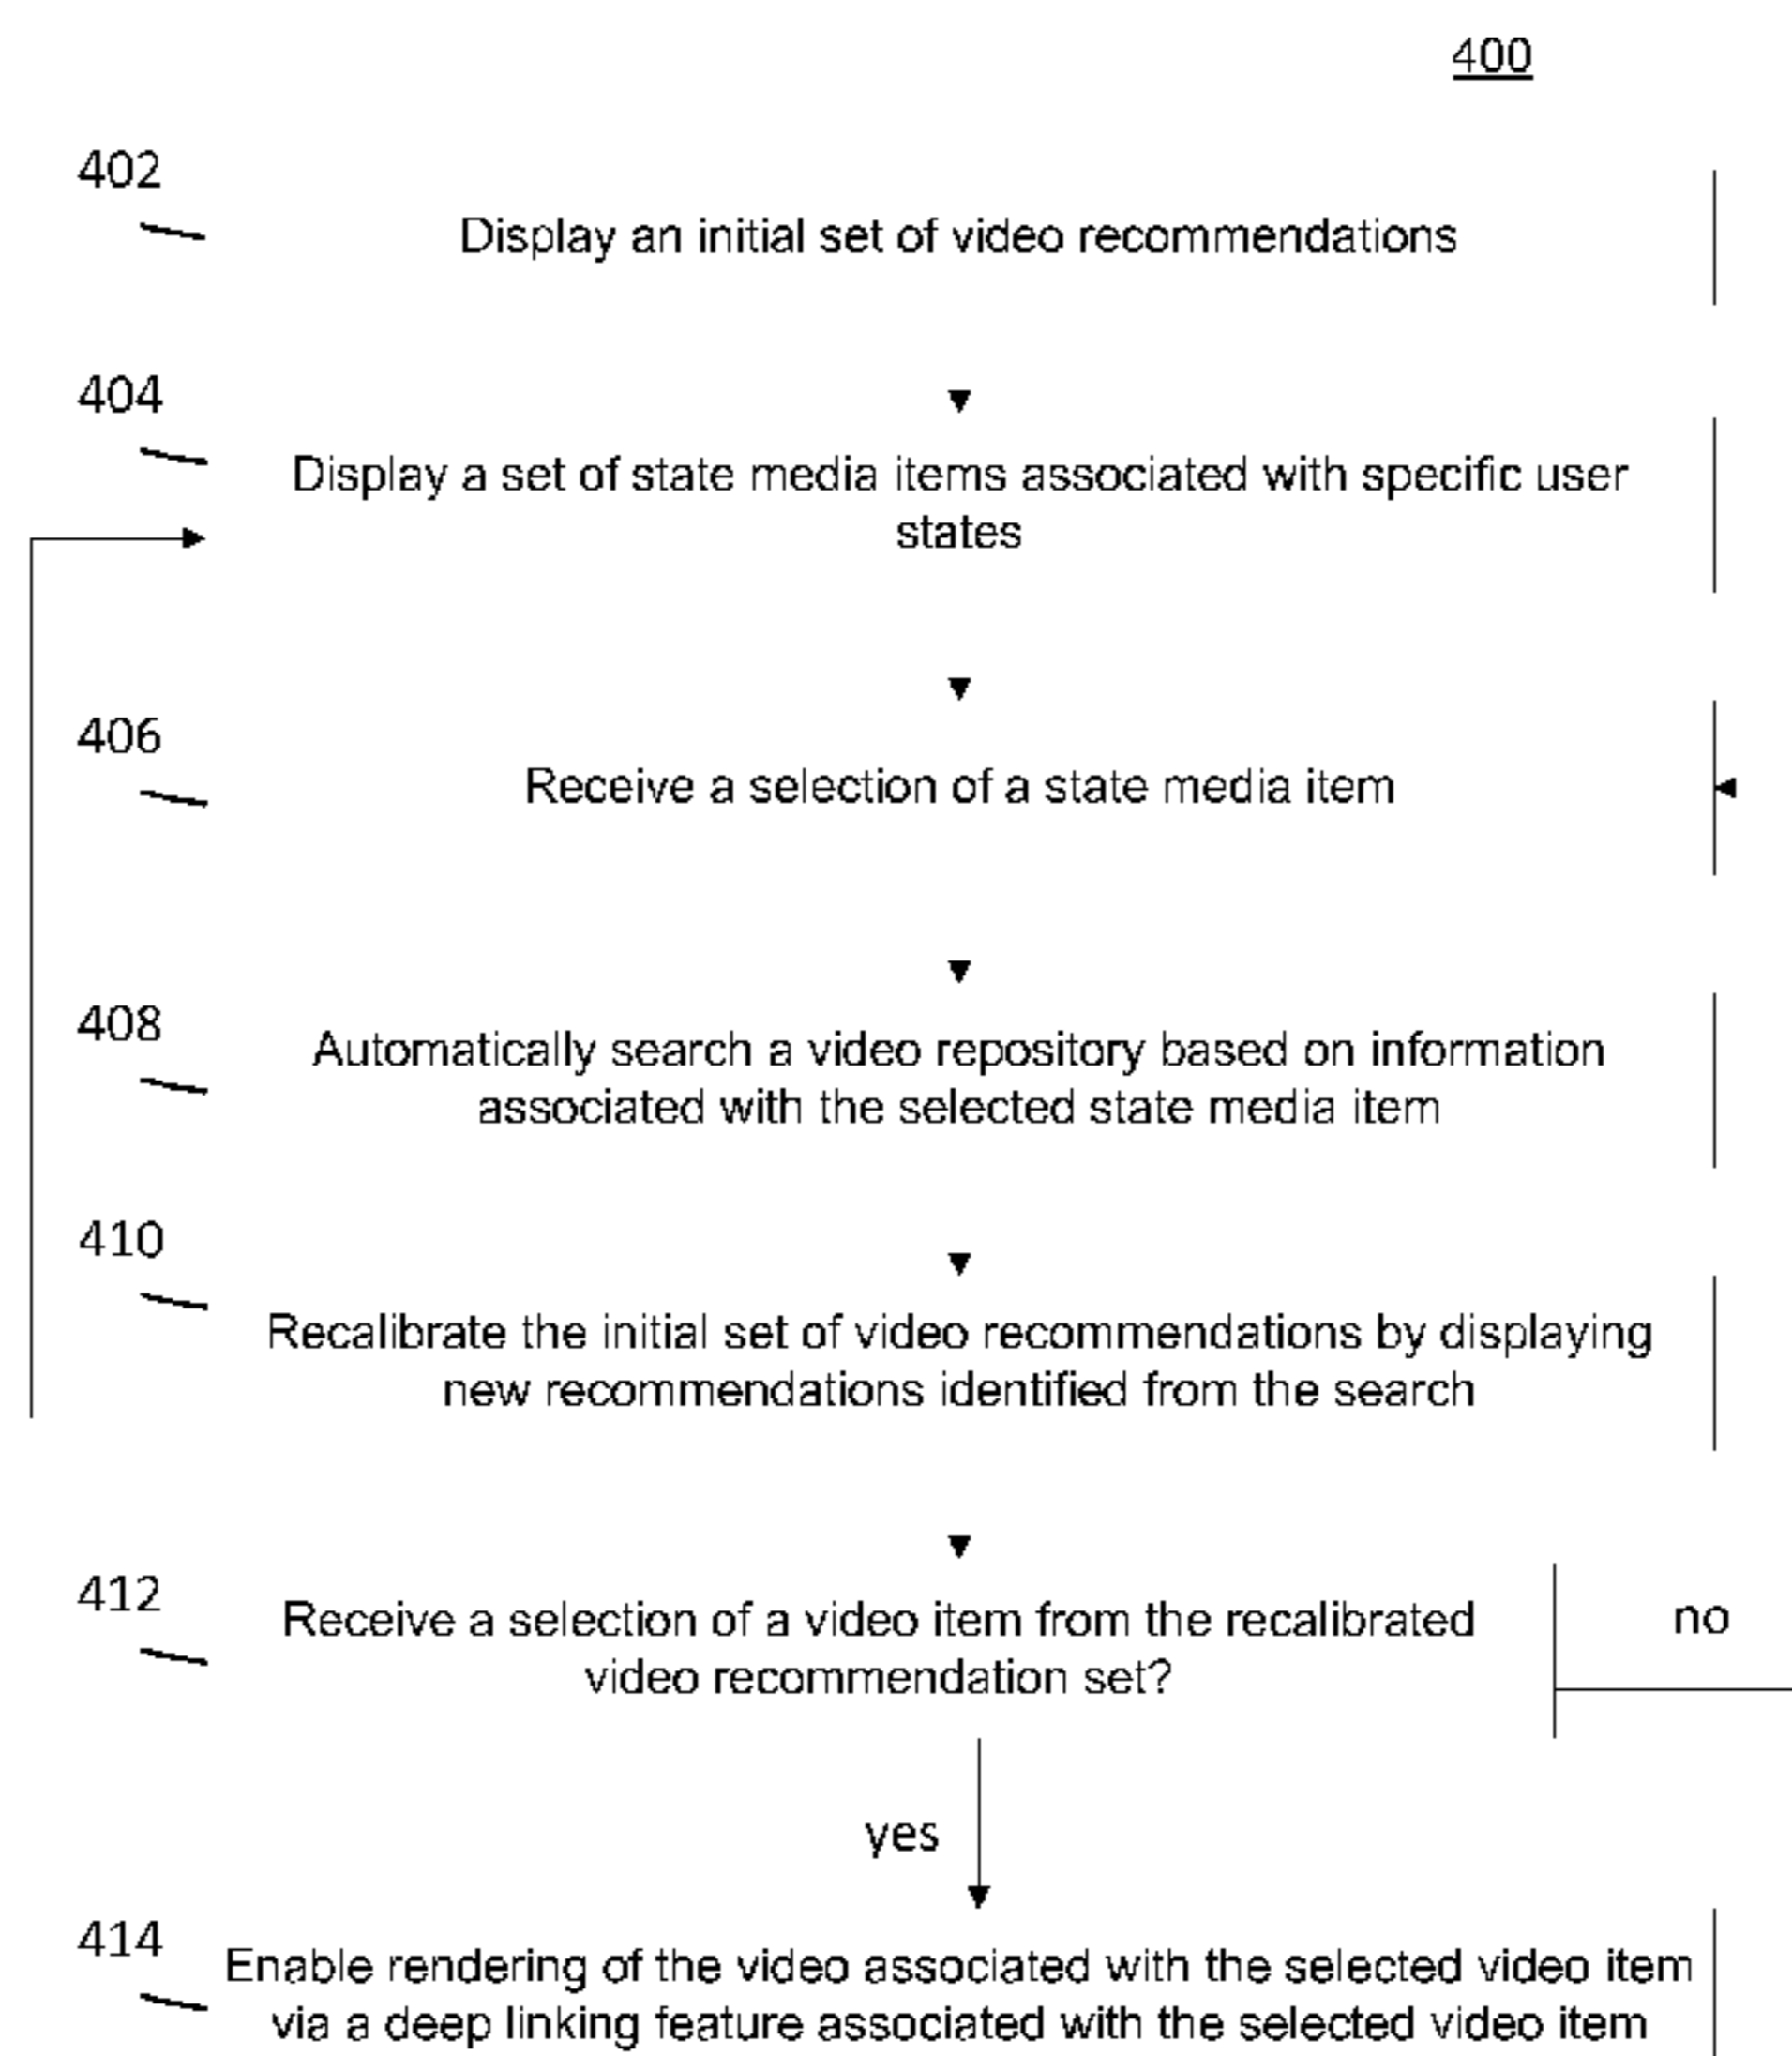 400
402
Display an initial set of video recommendations
404
Display a set of state media items associated with specific user
states
406
Receive a selection of a state media item
408
Automatically search a video repository based on information
associated with the selected state media item
410
Recalibrate the initial set of video recommendations by displaying
new recommendations identified from the search
412
Receive a selection of a video item from the recalibrated
video recommendation set?
no
yes
414
Enable rendering of the video associated with the selected video item
via a deep linking feature associated with the selected video item